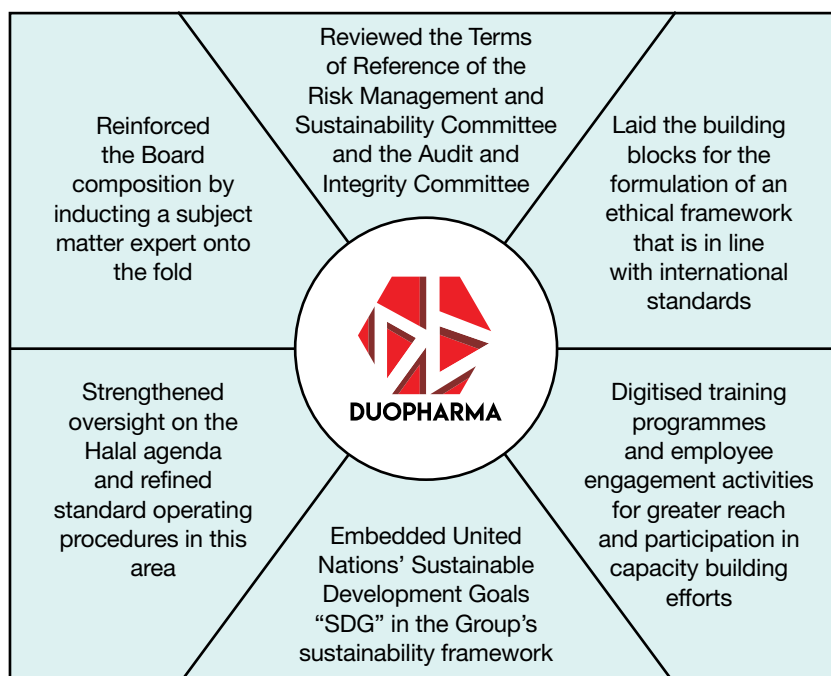 Reviewed the Terms
of Reference of the
Risk Management and
Sustainability Committee
and the Audit and
Integrity Committee
Reinforced
the Board
composition by
inducting a subject
matter expert onto
the fold
Laid the building
blocks for the
formulation of an
ethical framework
that is in line
with international
standards
DUOPHARMA
Strengthened
oversight on the
Halal agenda
and refined
standard operating
procedures in this
area
Digitised training
programmes
and employee
engagement activities
for greater reach
and participation in
capacity building
efforts
Embedded United
Nations’ Sustainable
Development Goals
“SDG” in the Group’s
sustainability framework